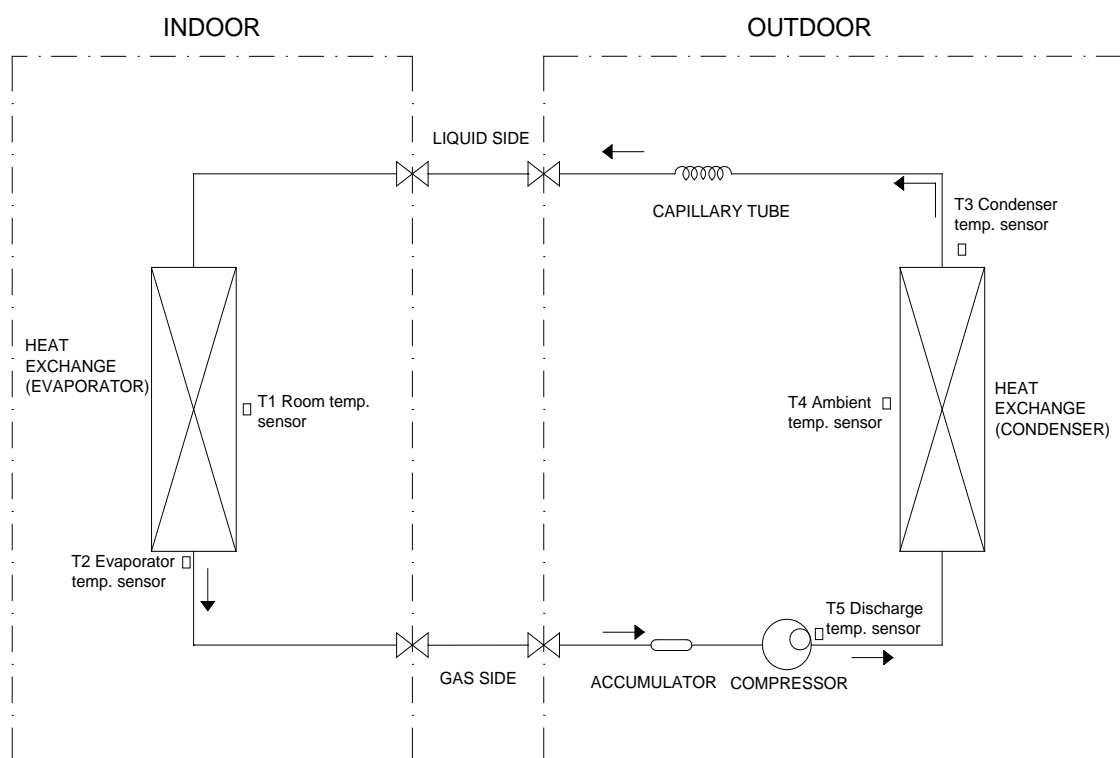 INDOOR
OUTDOOR
LIQUID SIDE
CAPILLARY TUBE
T3 Condenser
temp. sensor
HEAT
EXCHANGE
(EVAPORATOR)
T1 Room temp.
sensor
T4 Ambient
temp. sensor
HEAT
EXCHANGE
(CONDENSER)
T2 Evaporator
temp. sensor
T5 Discharge
temp. sensor
GAS SIDE
ACCUMULATOR
COMPRESSOR